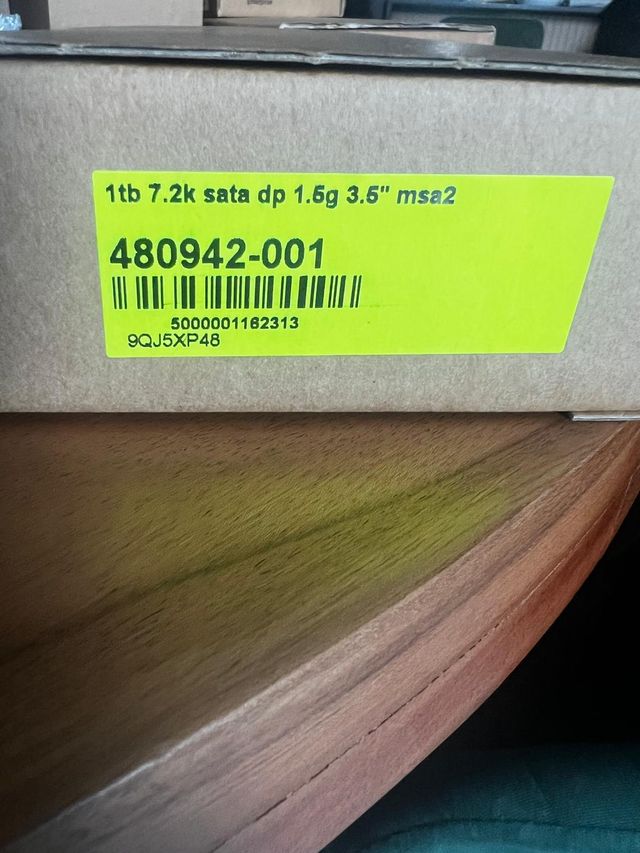 1tb 7.2k sata dp 1.5g 3.5" msa2
480942-001
5000001162313
9QJ5XP48